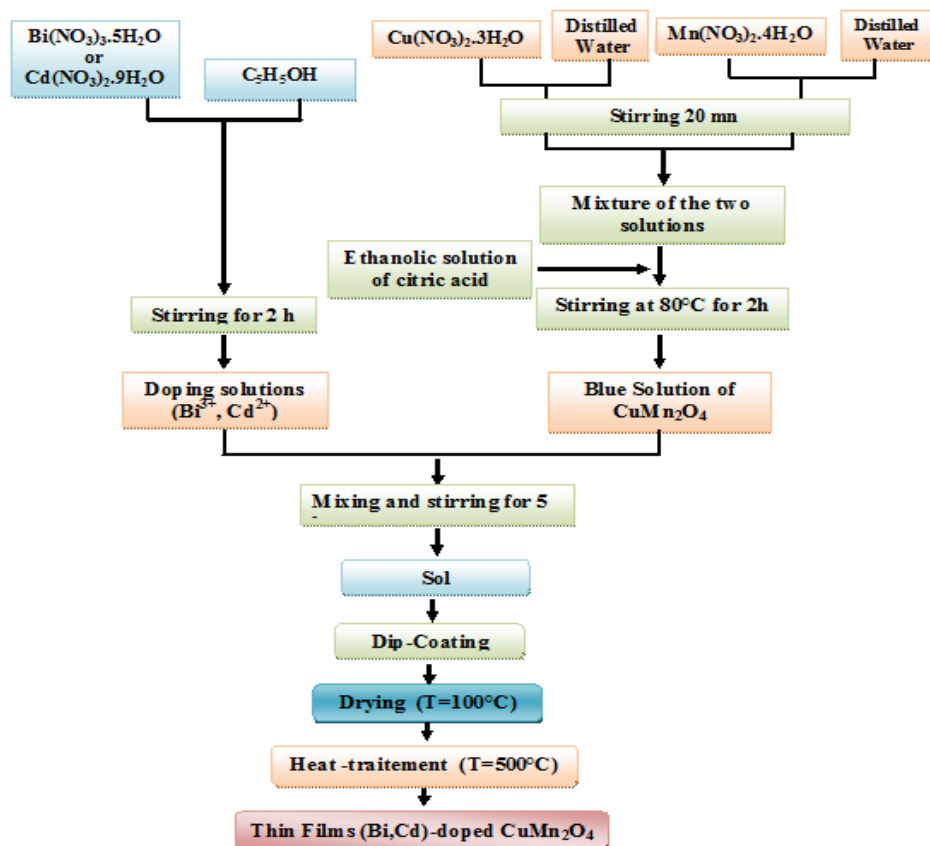 Bi(NO₃)₃.5H₂O
or
Cd(NO₃)₂.9H₂O
C₅H₅OH
Cu(NO₃)₂.3H₂O
Distilled
Water
Mn(NO₃)₂.4H₂O
Distilled
Water
Stirring 20 mn
Mixture of the two
solutions
Ethanolic solution
of citric acid
Stirring at 80°C for 2h
Stirring for 2 h
Doping solutions
(Bi³⁺, Cd²⁺)
Blue Solution of
CuMn₂O₄
Mixing and stirring for 5
Sol
Dip-Coating
Drying (T=100°C)
Heat -traitement (T=500°C)
Thin Films (Bi,Cd)-doped CuMn₂O₄